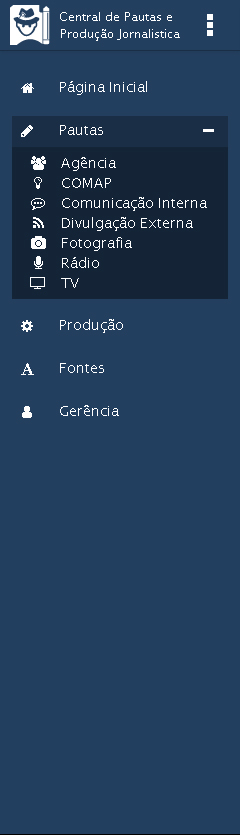 Central de Pautas e
Produção Jornalistica
Página Inicial
Pautas
Agência
COMAP
Comunicação Interna
Divulgação Externa
Fotografia
Rádio
TV
Produção
Fontes
Gerência